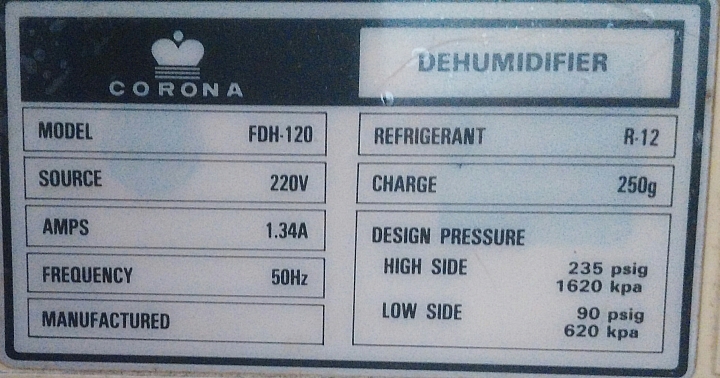 CORONA
DEHUMIDIFIER
MODEL FDH-120
SOURCE 220V
AMPS 1.34A
FREQUENCY 50Hz
MANUFACTURED
REFRIGERANT R-12
CHARGE 250g
DESIGN PRESSURE
HIGH SIDE 235 psig
1620 kpa
LOW SIDE 90 psig
620 kpa